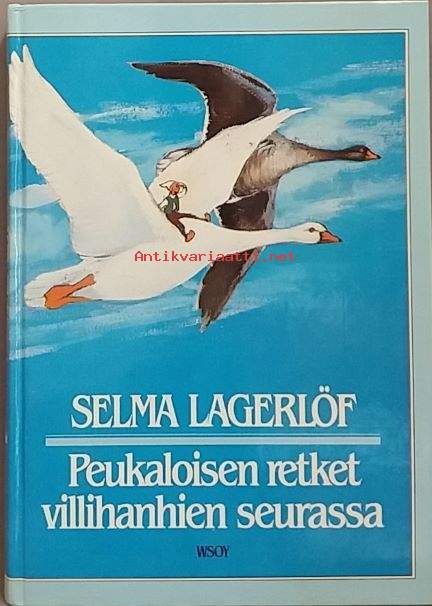 Antikvariaatti.net
SELMA LAGERLÖF
Peukaloisen retket
villihanhien seurassa
WSOY